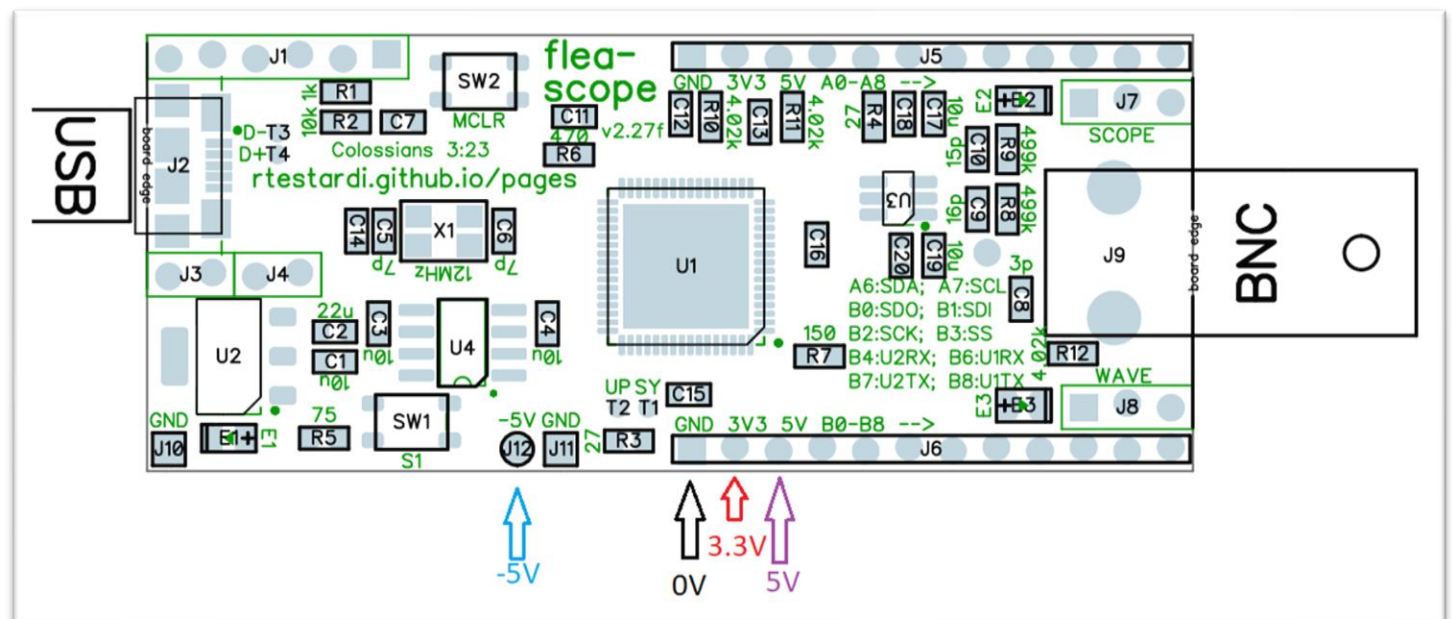 J1
SW2
MCLR
flea-
scope
v2.27f
J5
GND 3V3 5V A0-A8 -->
USB
board edge
J2
D-T3
D+T4
R1
1k
10k
R2
C7
C11
470
R6
Colossians 3:23
rtestardi.github.io/pages
C12
R10
4.02k
C13
R11
4.02k
27
R4
C18
C17
10u
E2
+E2
J7
SCOPE
15p
C10
R9
496k
16p
C9
R8
496k
U3
C14
C5
7p
X1
12MHz
C6
7p
U1
C16
C20
C19
10u
3p
C8
J9
board edge
BNC
J3
J4
A6:SDA; A7:SCL
B0:SDO; B1:SDI
B2:SCK; B3:SS
B4:U2RX; B6:U1RX
B7:U2TX; B8:U1TX
U2
22u
C2
C1
10u
C3
10u
U4
C4
10u
150
R7
4.02k
R12
WAVE
E3
+E3
J8
GND
J10
E1+
E1
75
R5
SW1
S1
-5V GND
J12
J11
27
R3
UP SY
T2 T1
C15
GND 3V3 5V B0-B8 -->
J6
-5V
0V
3.3V
5V